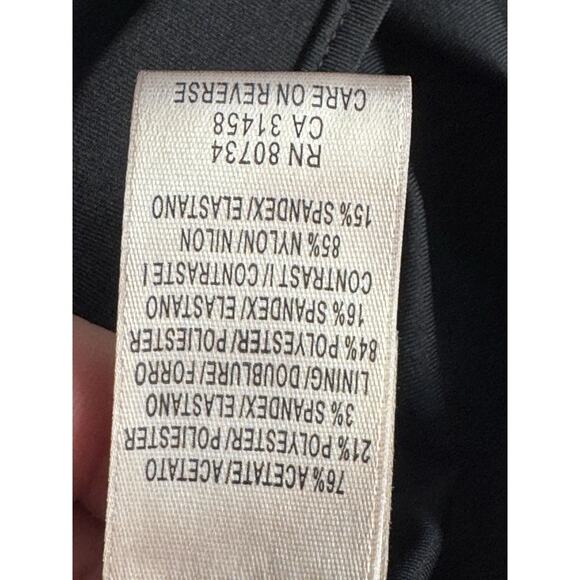 76% ACETATE/ACETATO
21% POLYESTER/POLIESTER
3% SPANDEX/ELASTANO
LINING/DOUBLURE/FORRO
84% POLYESTER/POLIESTER
16% SPANDEX/ELASTANO
CONTRAST I/ CONTRASTE I
85% NYLON/NILON
15% SPANDEX/ELASTANO
RN 80734
CA 31458
CARE ON REVERSE